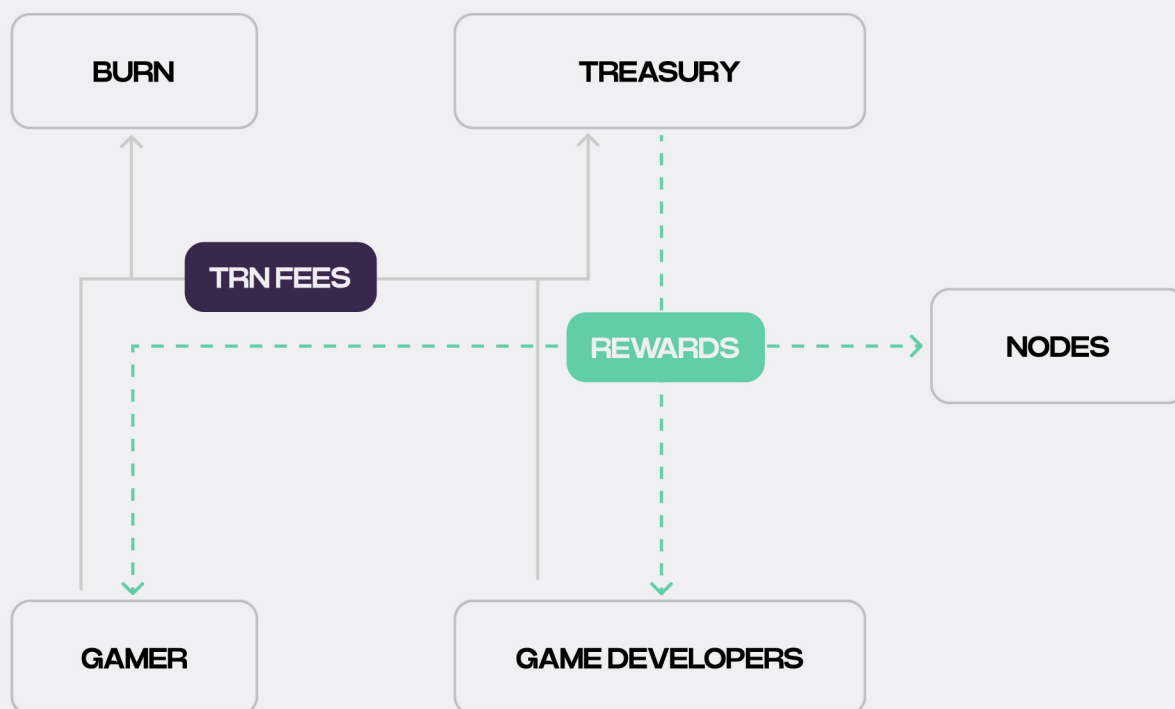 BURN
TREASURY
TRN FEES
REWARDS
NODES
GAMER
GAME DEVELOPERS